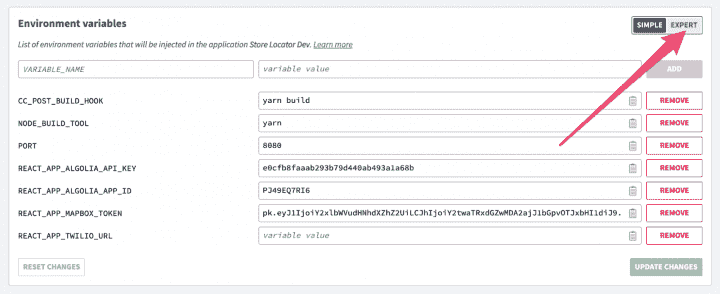 Environment variables
SIMPLE EXPERT
List of environment variables that will be injected in the application Store Locator Dev. Learn more
VARIABLE_NAME variable value ADD
CC_POST_BUILD_HOOK yarn build REMOVE
NODE_BUILD_TOOL yarn REMOVE
PORT 8080 REMOVE
REACT_APP_ALGOLIA_API_KEY e0cfb8faaab293b79d440ab493a1a68b REMOVE
REACT_APP_ALGOLIA_APP_ID PJ49EQ7RI6 REMOVE
REACT_APP_MAPBOX_TOKEN REMOVE
REACT_APP_TWILIO_URL variable value REMOVE
RESET CHANGES UPDATE CHANGES